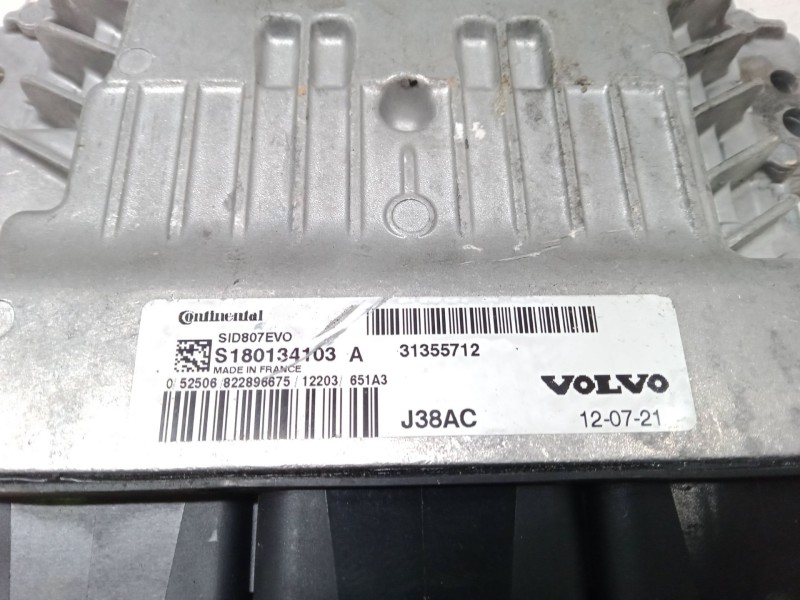 Continental
SID807EVO
S180134103 A
MADE IN FRANCE
0/52506/822896675/12203/651A3
31355712
VOLVO
J38AC 12-07-21